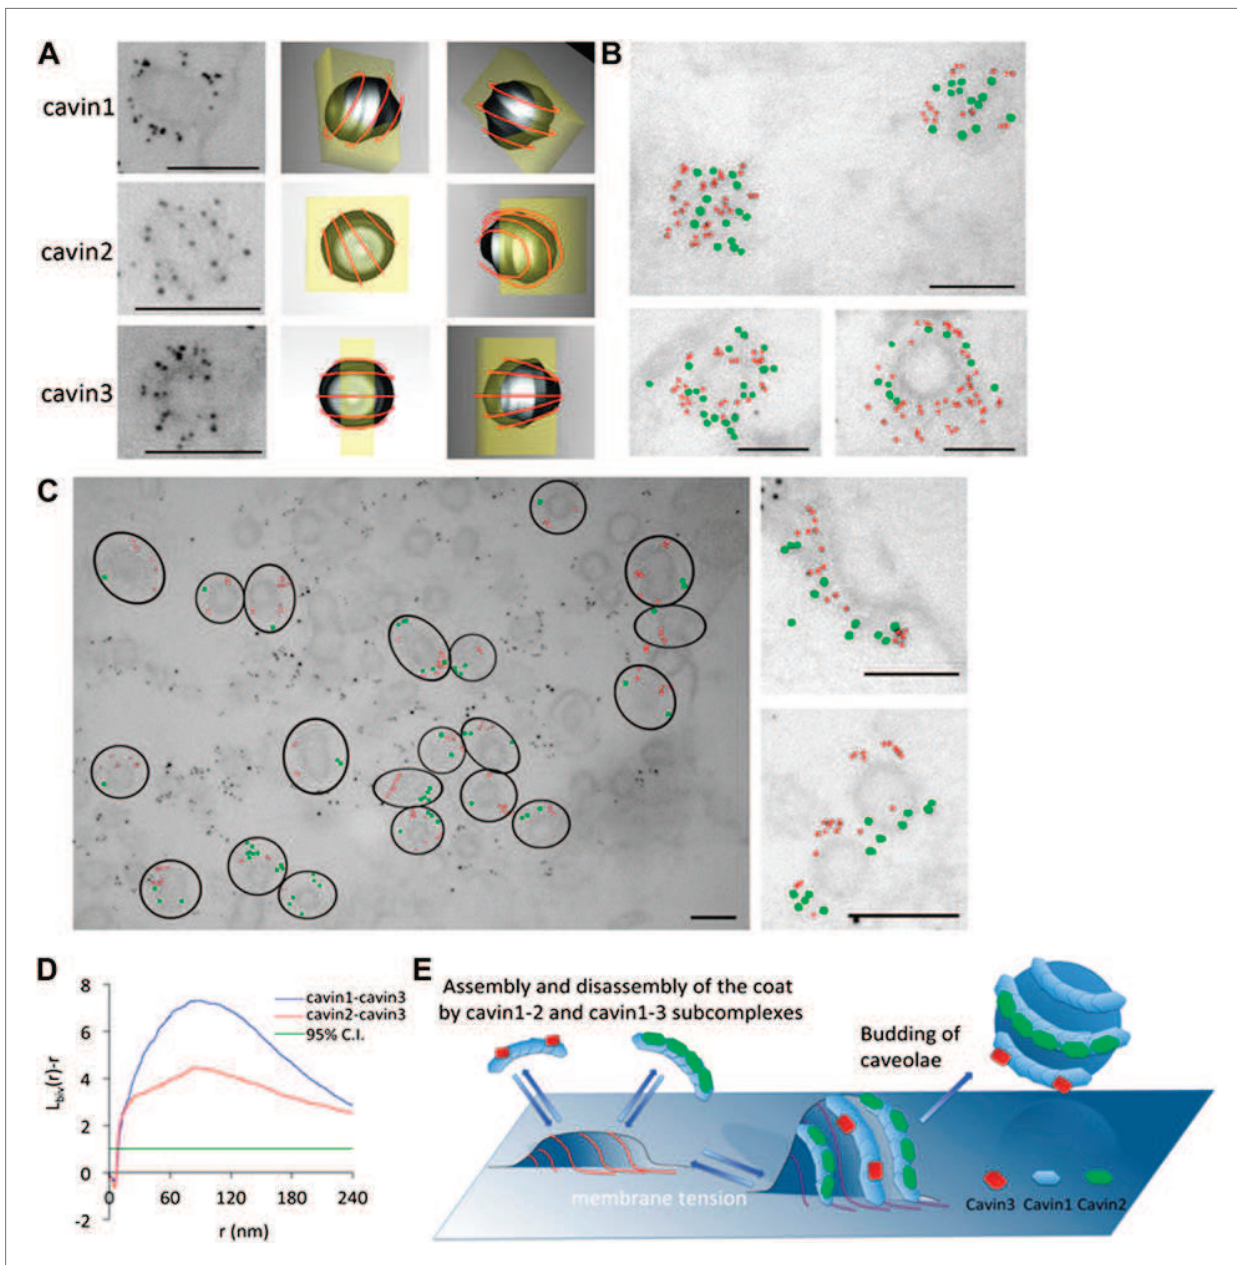 A
B
cavin1
cavin2
cavin3
C
D
8
6
4
2
0
-2
0
60
120
180
240
r (nm)
L_biv(r)-r
cavin1-cavin3
cavin2-cavin3
95% C.I.
E
Assembly and disassembly of the coat
by cavin1-2 and cavin1-3 subcomplexes
Budding of
caveolae
membrane tension
Cavin3 Cavin1 Cavin2